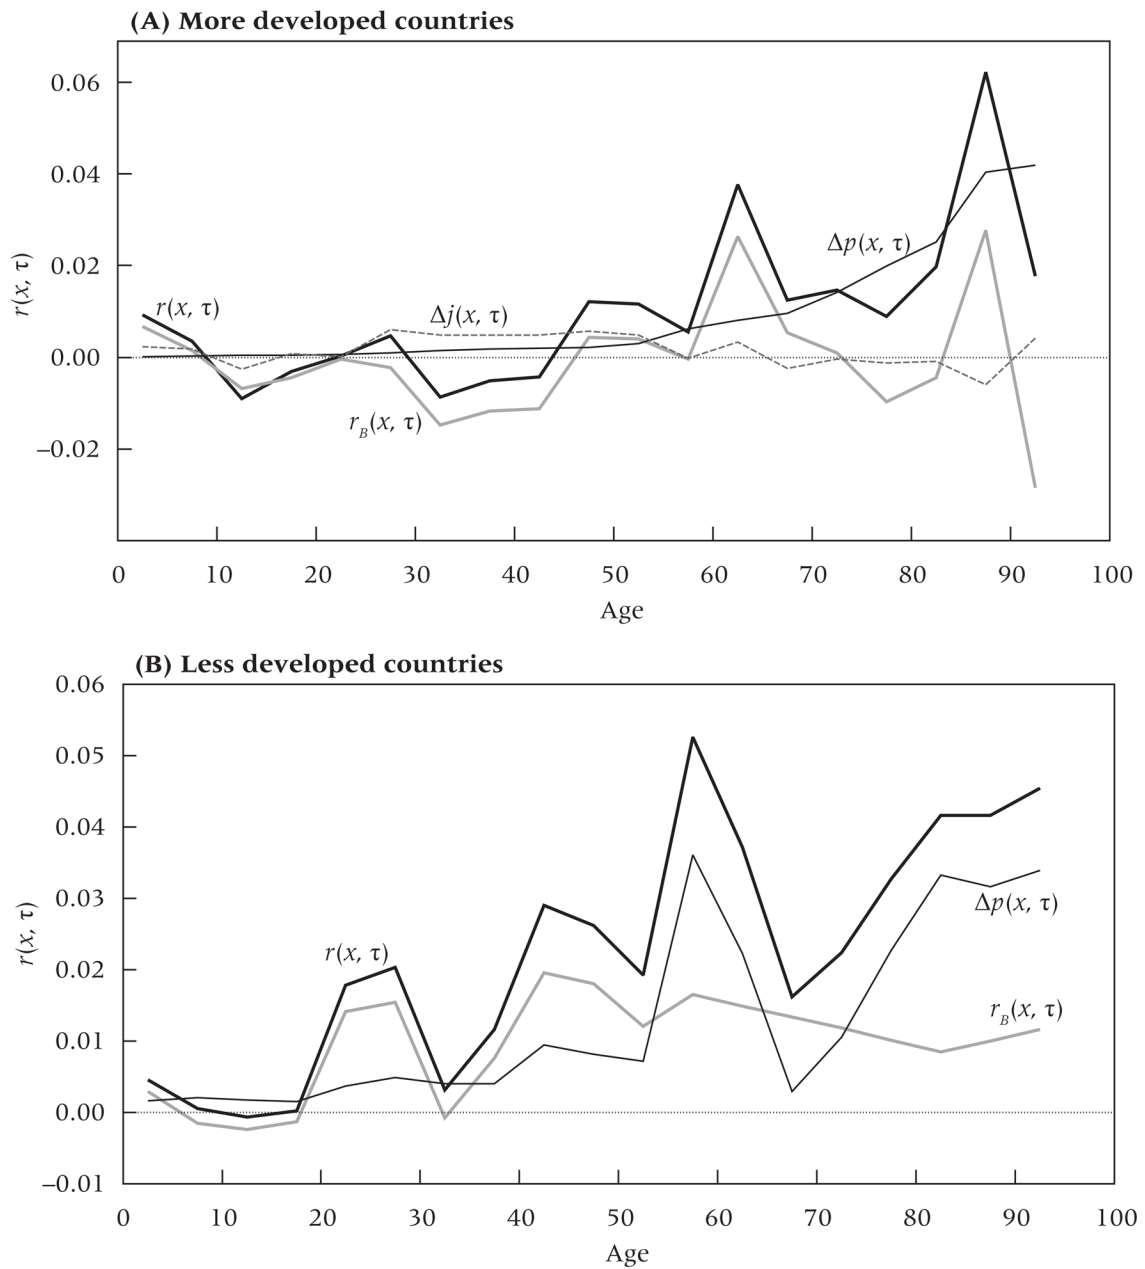 (A) More developed countries
0.06
0.04
Δp(x, τ)
0.02
r(x, τ)
r(x, τ)
Δj(x, τ)
0.00
r_B(x, τ)
–0.02
0 10 20 30 40 50 60 70 80 90 100
Age
(B) Less developed countries
0.06
0.05
0.04
0.03
Δp(x, τ)
r(x, τ)
r(x, τ)
0.02
r_B(x, τ)
0.01
0.00
–0.01
0 10 20 30 40 50 60 70 80 90 100
Age